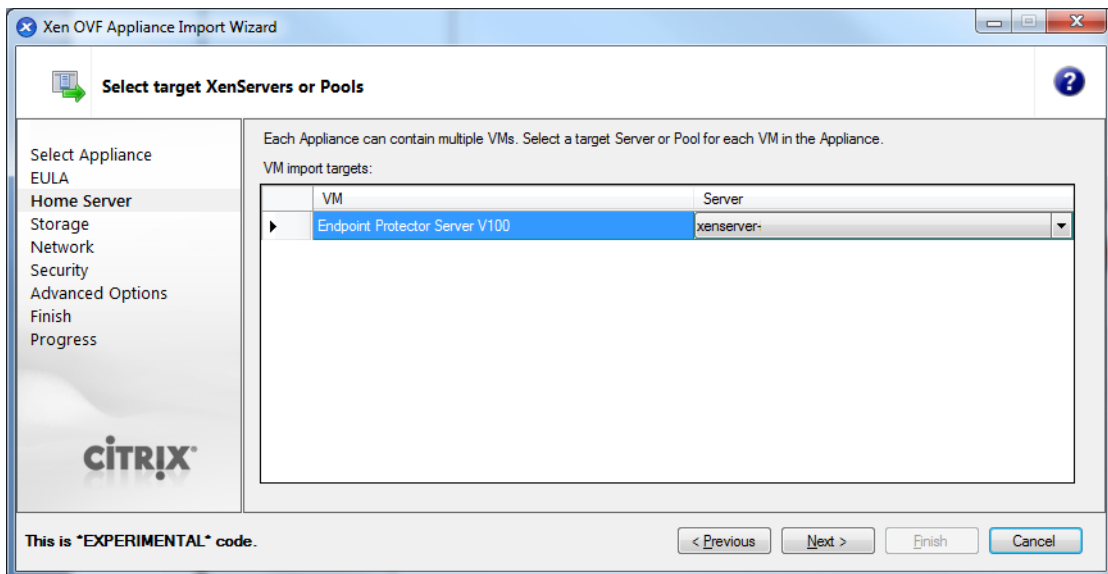 Xen OVF Appliance Import Wizard
Select target XenServers or Pools
Select Appliance
EULA
Home Server
Storage
Network
Security
Advanced Options
Finish
Progress
CİTRIX
Each Appliance can contain multiple VMs. Select a target Server or Pool for each VM in the Appliance.
VM import targets:
VM Server
Endpoint Protector Server V100 xenserver-
This is *EXPERIMENTAL* code.
< Previous Next > Finish Cancel